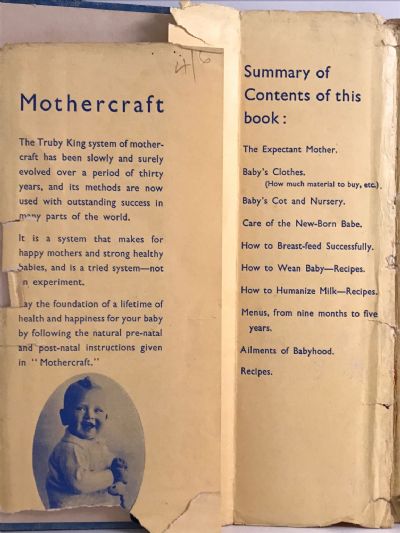 4/6
Mothercraft
The Truby King system of mother-
craft has been slowly and surely
evolved over a period of thirty
years, and its methods are now
used with outstanding success in
many parts of the world.
It is a system that makes for
happy mothers and strong healthy
babies, and is a tried system—not
n experiment.
ay the foundation of a lifetime of
health and happiness for your baby
by following the natural pre-natal
and post-natal instructions given
in "Mothercraft."
Summary of
Contents of this
book:
The Expectant Mother.
Baby's Clothes.
(How much material to buy, etc.)
Baby's Cot and Nursery.
Care of the New-Born Babe.
How to Breast-feed Successfully.
How to Wean Baby—Recipes.
How to Humanize Milk—Recipes.
Menus, from nine months to five
years.
Ailments of Babyhood.
Recipes.